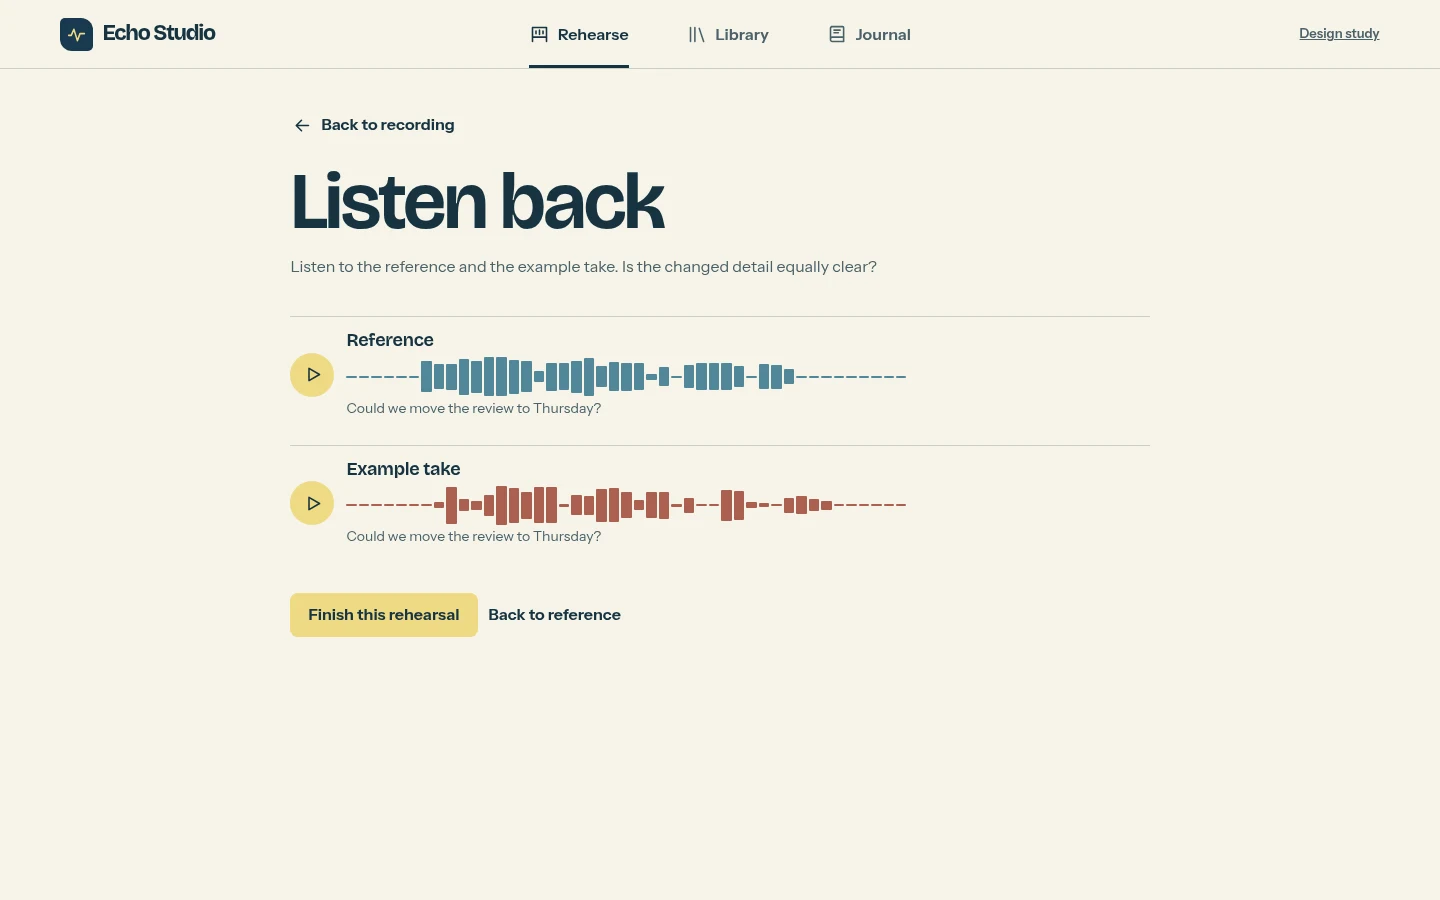 Echo Studio
Rehearse
Library
Journal
Design study
Back to recording
Listen back
Listen to the reference and the example take. Is the changed detail equally clear?
Reference
Could we move the review to Thursday?
Example take
Could we move the review to Thursday?
Finish this rehearsal
Back to reference